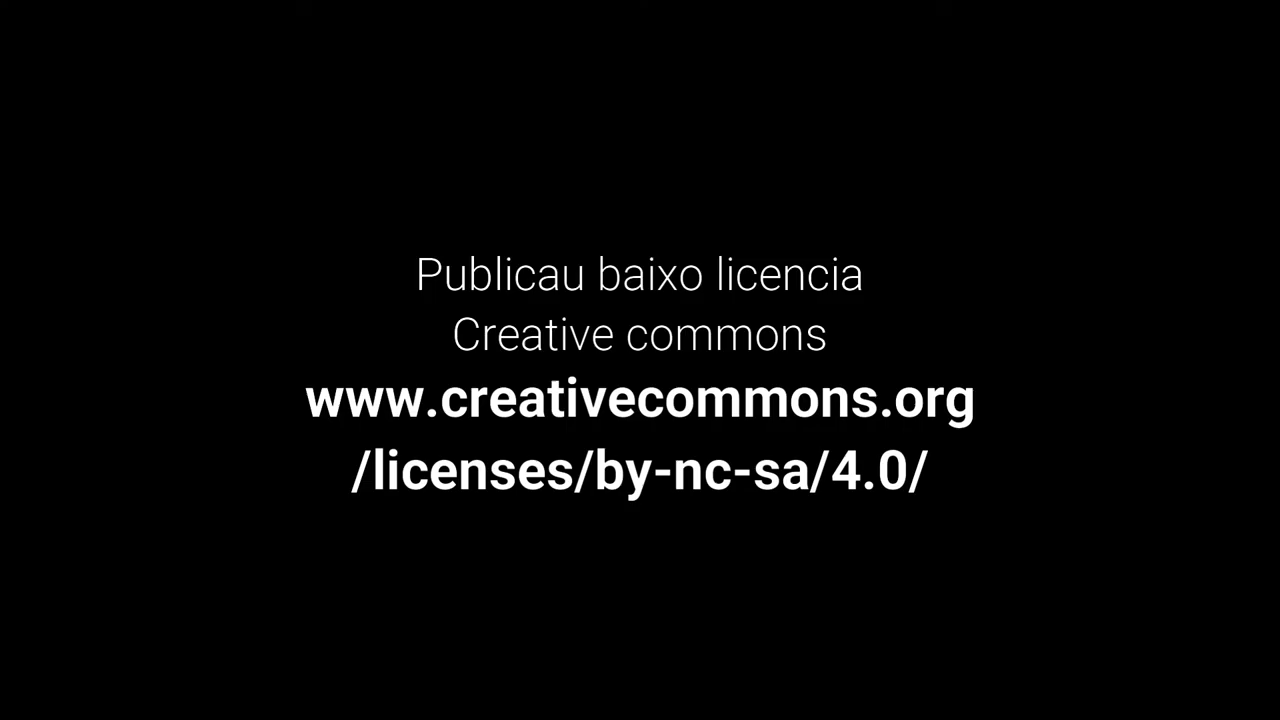 Publicau baixo licencia
Creative commons
www.creativecommons.org
/licenses/by-nc-sa/4.0/